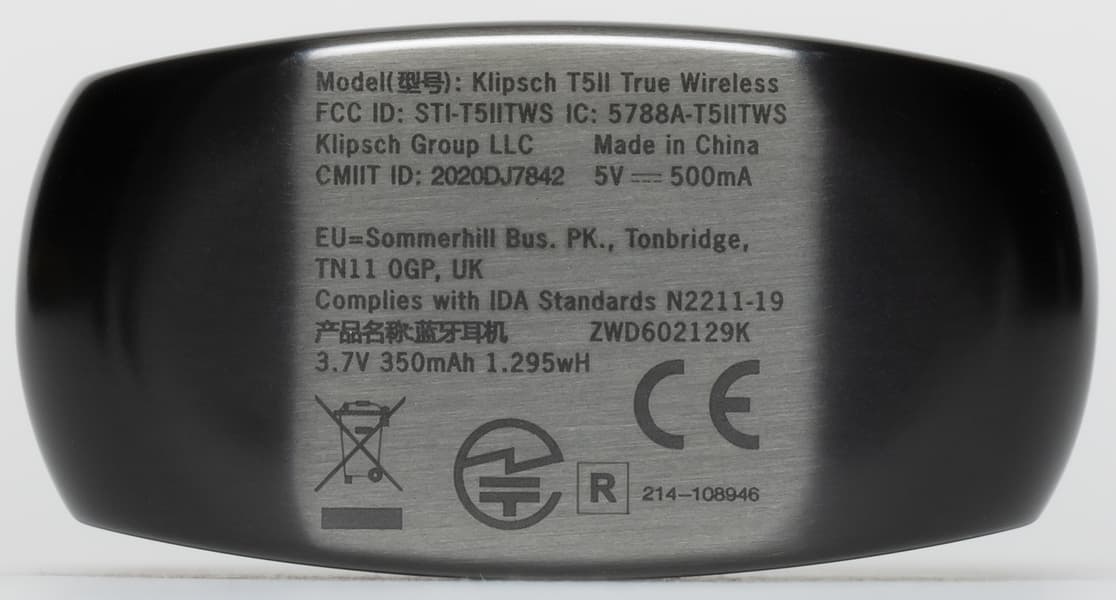 Model(型号): Klipsch T5II True Wireless
FCC ID: STI-T5IITWS IC: 5788A-T5IITWS
Klipsch Group LLC Made in China
CMIIT ID: 2020DJ7842 5V ⎓ 500mA
EU=Sommerhill Bus. PK., Tonbridge,
TN11 0GP, UK
Complies with IDA Standards N2211-19
产品名称:蓝牙耳机 ZWD602129K
3.7V 350mAh 1.295wH
CE
R 214-108946